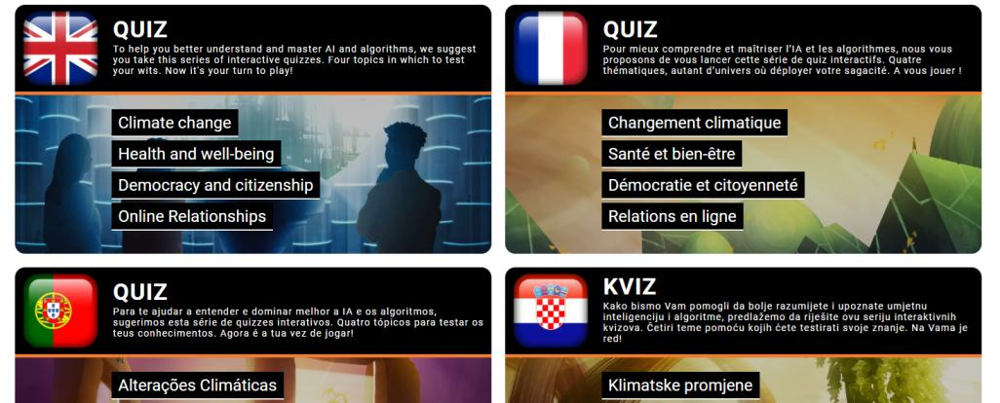 QUIZ
To help you better understand and master AI and algorithms, we suggest
you take this series of interactive quizzes. Four topics in which to test
your wits. Now it's your turn to play!
Climate change
Health and well-being
Democracy and citizenship
Online Relationships
QUIZ
Pour mieux comprendre et maîtriser l'IA et les algorithmes, nous vous
proposons de vous lancer cette série de quiz interactifs. Quatre
thématiques, autant d'univers où déployer votre sagacité. A vous jouer !
Changement climatique
Santé et bien-être
Démocratie et citoyenneté
Relations en ligne
QUIZ
Para te ajudar a entender e dominar melhor a IA e os algoritmos,
sugerimos esta série de quizzes interativos. Quatro tópicos para testar os
teus conhecimentos. Agora é a tua vez de jogar!
Alterações Climáticas
KVIZ
Kako bismo Vam pomogli da bolje razumijete i upoznate umjetnu
inteligenciju i algoritme, predlažemo da riješite ovu seriju interaktivnih
kvizova. Četiri teme pomoću kojih ćete testirati svoje znanje. Na Vama je
red!
Klimatske promjene